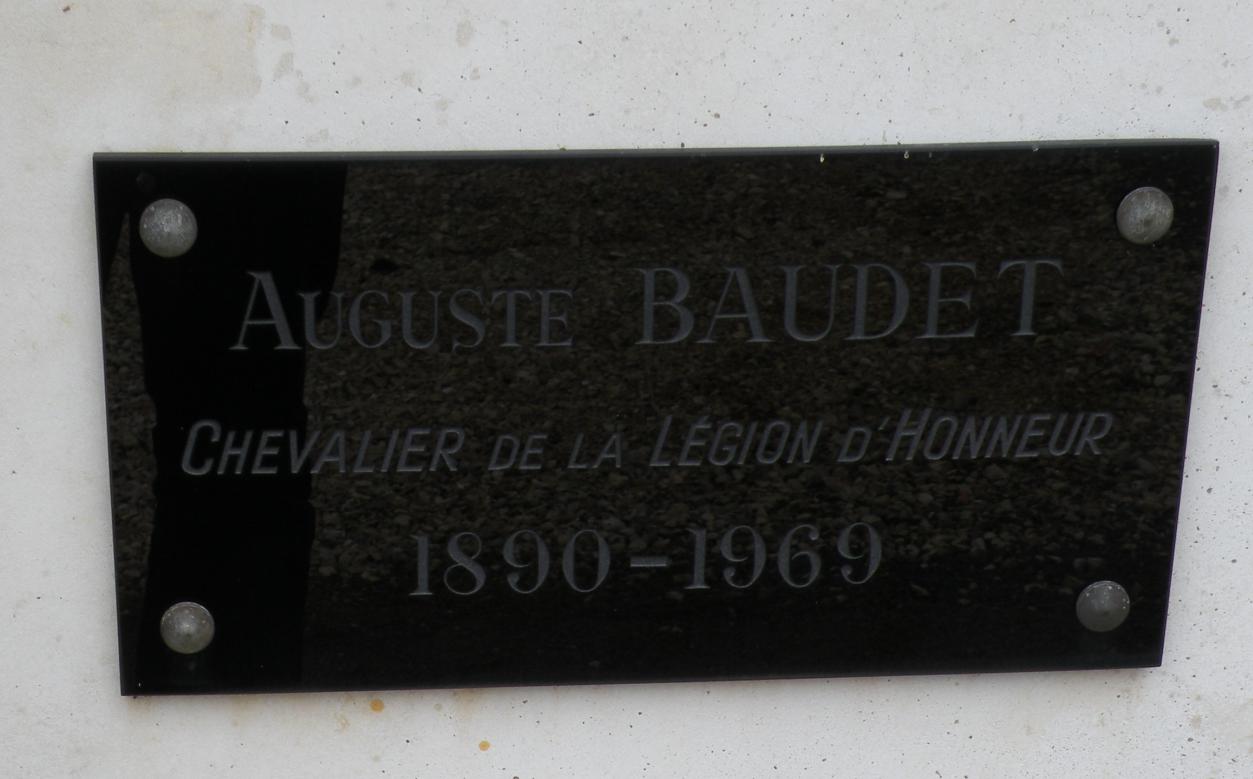 AUGUSTE BAUDET
CHEVALIER DE LA LÉGION D'HONNEUR
1890-1969